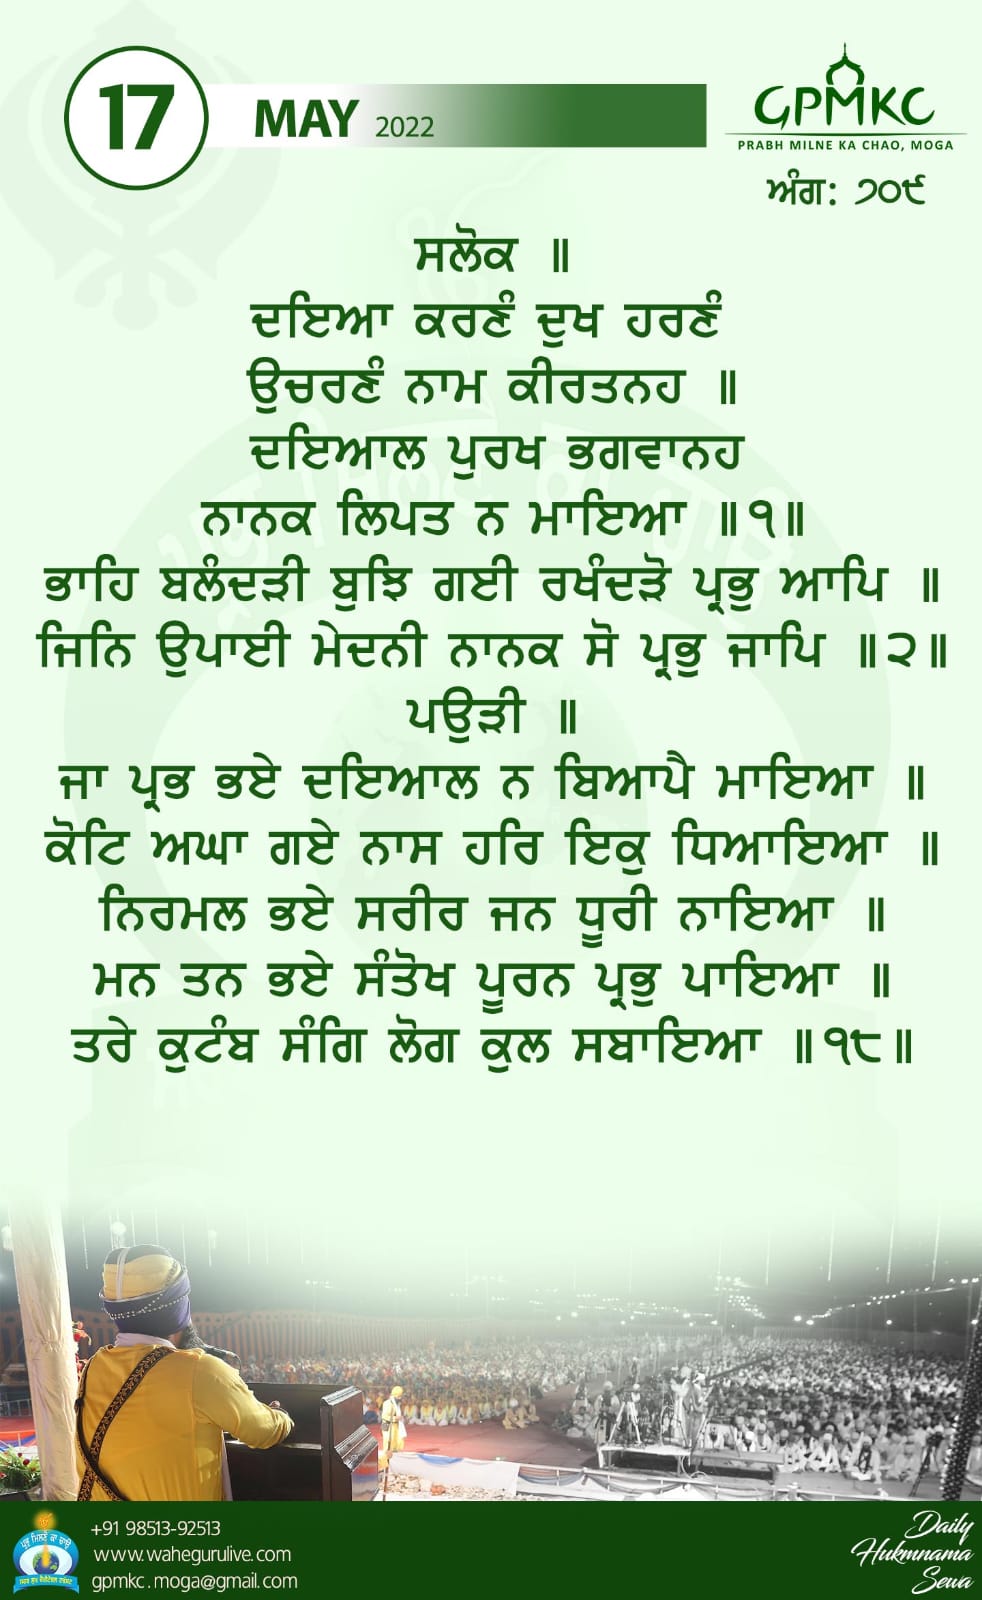 17
MAY 2022
GPMKC
PRABH MILNE KA CHAO, MOGA
ਅੰਗ: ੭੦੯
ਸਲੋਕ ॥
ਦਇਆ ਕਰਣੰ ਦੁਖ ਹਰਣੰ
ਉਚਰਣੰ ਨਾਮ ਕੀਰਤਨਹ ॥
ਦਇਆਲ ਪੁਰਖ ਭਗਵਾਨਹ
ਨਾਨਕ ਲਿਪਤ ਨ ਮਾਇਆ ॥੧॥
ਭਾਹਿ ਬਲੰਦੜੀ ਬੁਝਿ ਗਈ ਰਖੰਦੜੋ ਪ੍ਰਭੁ ਆਪਿ ॥
ਜਿਨਿ ਉਪਾਈ ਮੇਦਨੀ ਨਾਨਕ ਸੋ ਪ੍ਰਭੁ ਜਾਪਿ ॥੨॥
ਪਉੜੀ ॥
ਜਾ ਪ੍ਰਭ ਭਏ ਦਇਆਲ ਨ ਬਿਆਪੈ ਮਾਇਆ ॥
ਕੋਟਿ ਅਘਾ ਗਏ ਨਾਸ ਹਰਿ ਇਕੁ ਧਿਆਇਆ ॥
ਨਿਰਮਲ ਭਏ ਸਰੀਰ ਜਨ ਧੂਰੀ ਨਾਇਆ ॥
ਮਨ ਤਨ ਭਏ ਸੰਤੋਖ ਪੂਰਨ ਪ੍ਰਭੁ ਪਾਇਆ ॥
ਤਰੇ ਕੁਟੰਬ ਸੰਗਿ ਲੋਗ ਕੁਲ ਸਬਾਇਆ ॥੧੮॥
+91 98513-92513
www.wahegurulive.com
gpmkc.moga@gmail.com
ਪ੍ਰਭ ਮਿਲਣੈ ਕਾ ਚਾਉ
Daily
Hukmnama
Sewa